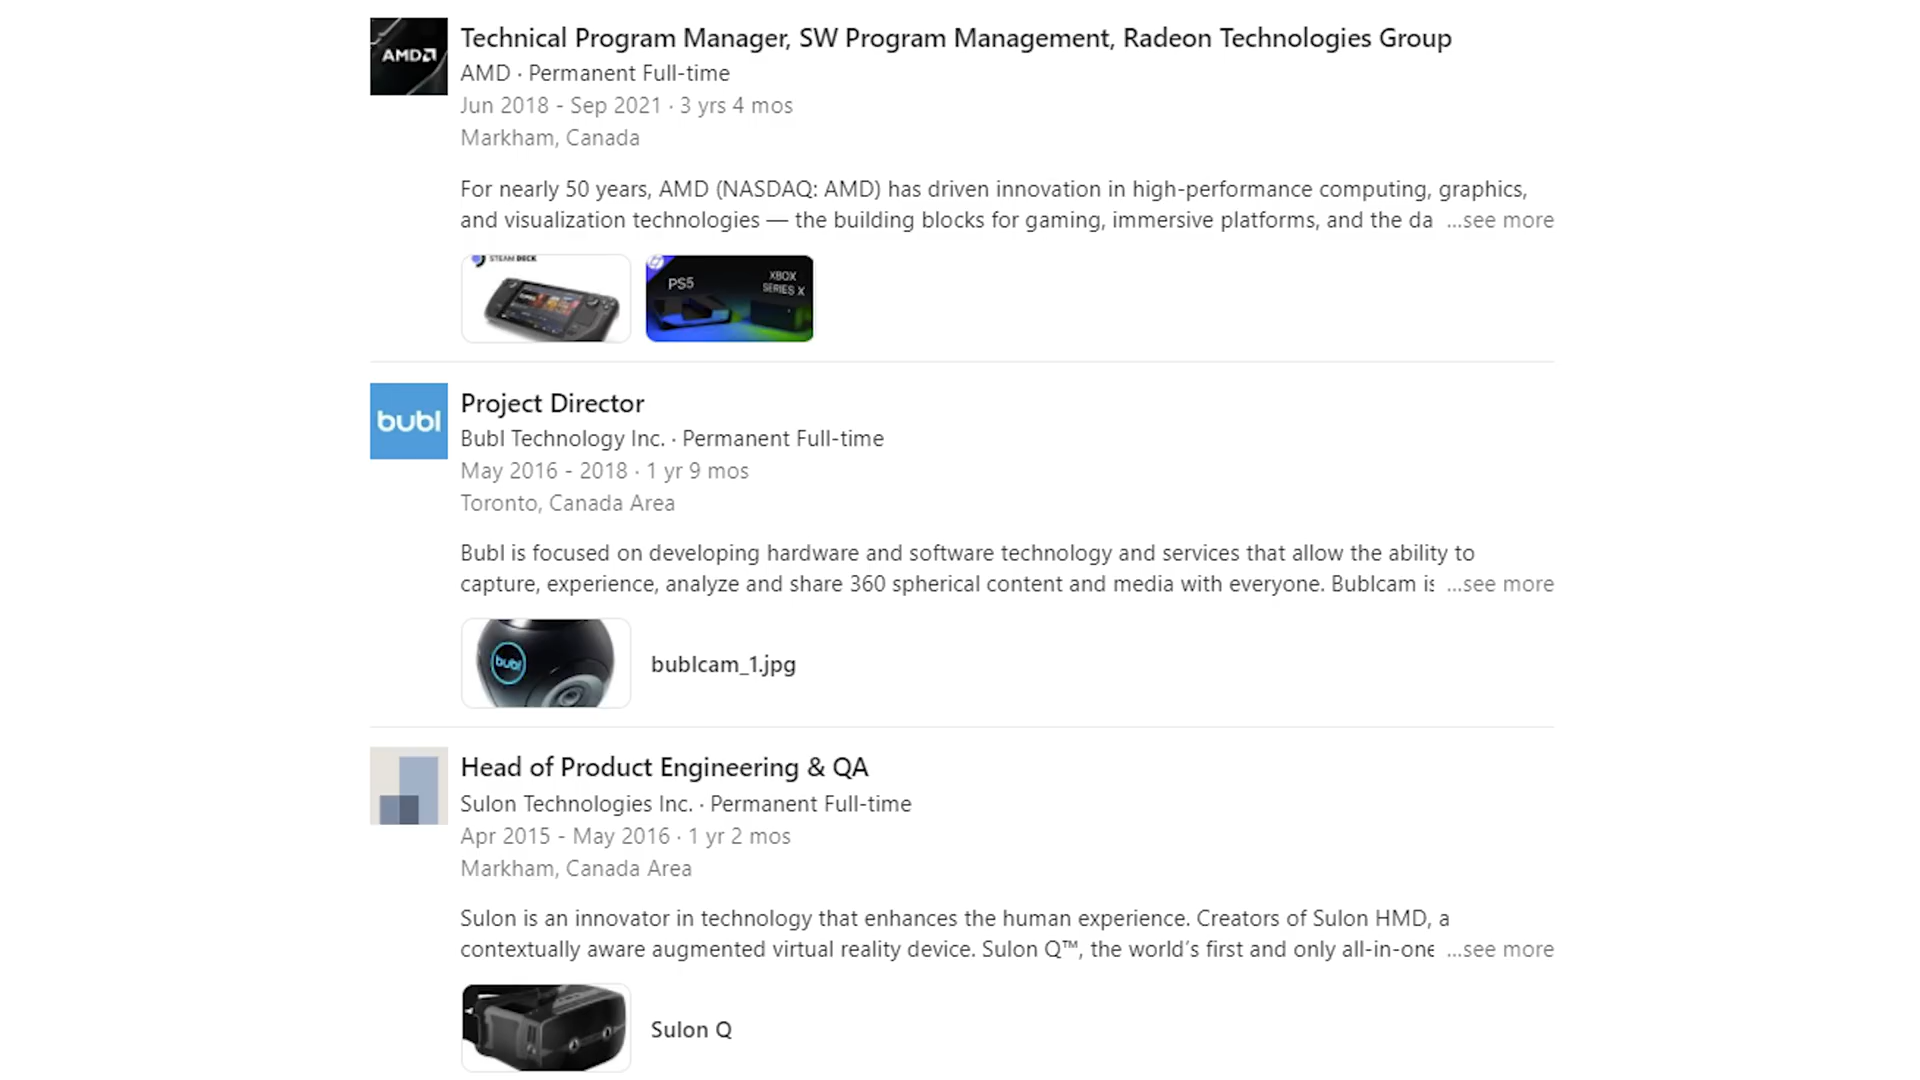 AMD
Technical Program Manager, SW Program Management, Radeon Technologies Group
AMD · Permanent Full-time
Jun 2018 - Sep 2021 · 3 yrs 4 mos
Markham, Canada
For nearly 50 years, AMD (NASDAQ: AMD) has driven innovation in high-performance computing, graphics,
and visualization technologies — the building blocks for gaming, immersive platforms, and the da ...see more
STEAM DECK
PS5
XBOX
SERIES X
bubl
Project Director
Bubl Technology Inc. · Permanent Full-time
May 2016 - 2018 · 1 yr 9 mos
Toronto, Canada Area
Bubl is focused on developing hardware and software technology and services that allow the ability to
capture, experience, analyze and share 360 spherical content and media with everyone. Bublcam is ...see more
bubl
bublcam_1.jpg
Head of Product Engineering & QA
Sulon Technologies Inc. · Permanent Full-time
Apr 2015 - May 2016 · 1 yr 2 mos
Markham, Canada Area
Sulon is an innovator in technology that enhances the human experience. Creators of Sulon HMD, a
contextually aware augmented virtual reality device. Sulon Q™, the world's first and only all-in-one ...see more
Sulon Q